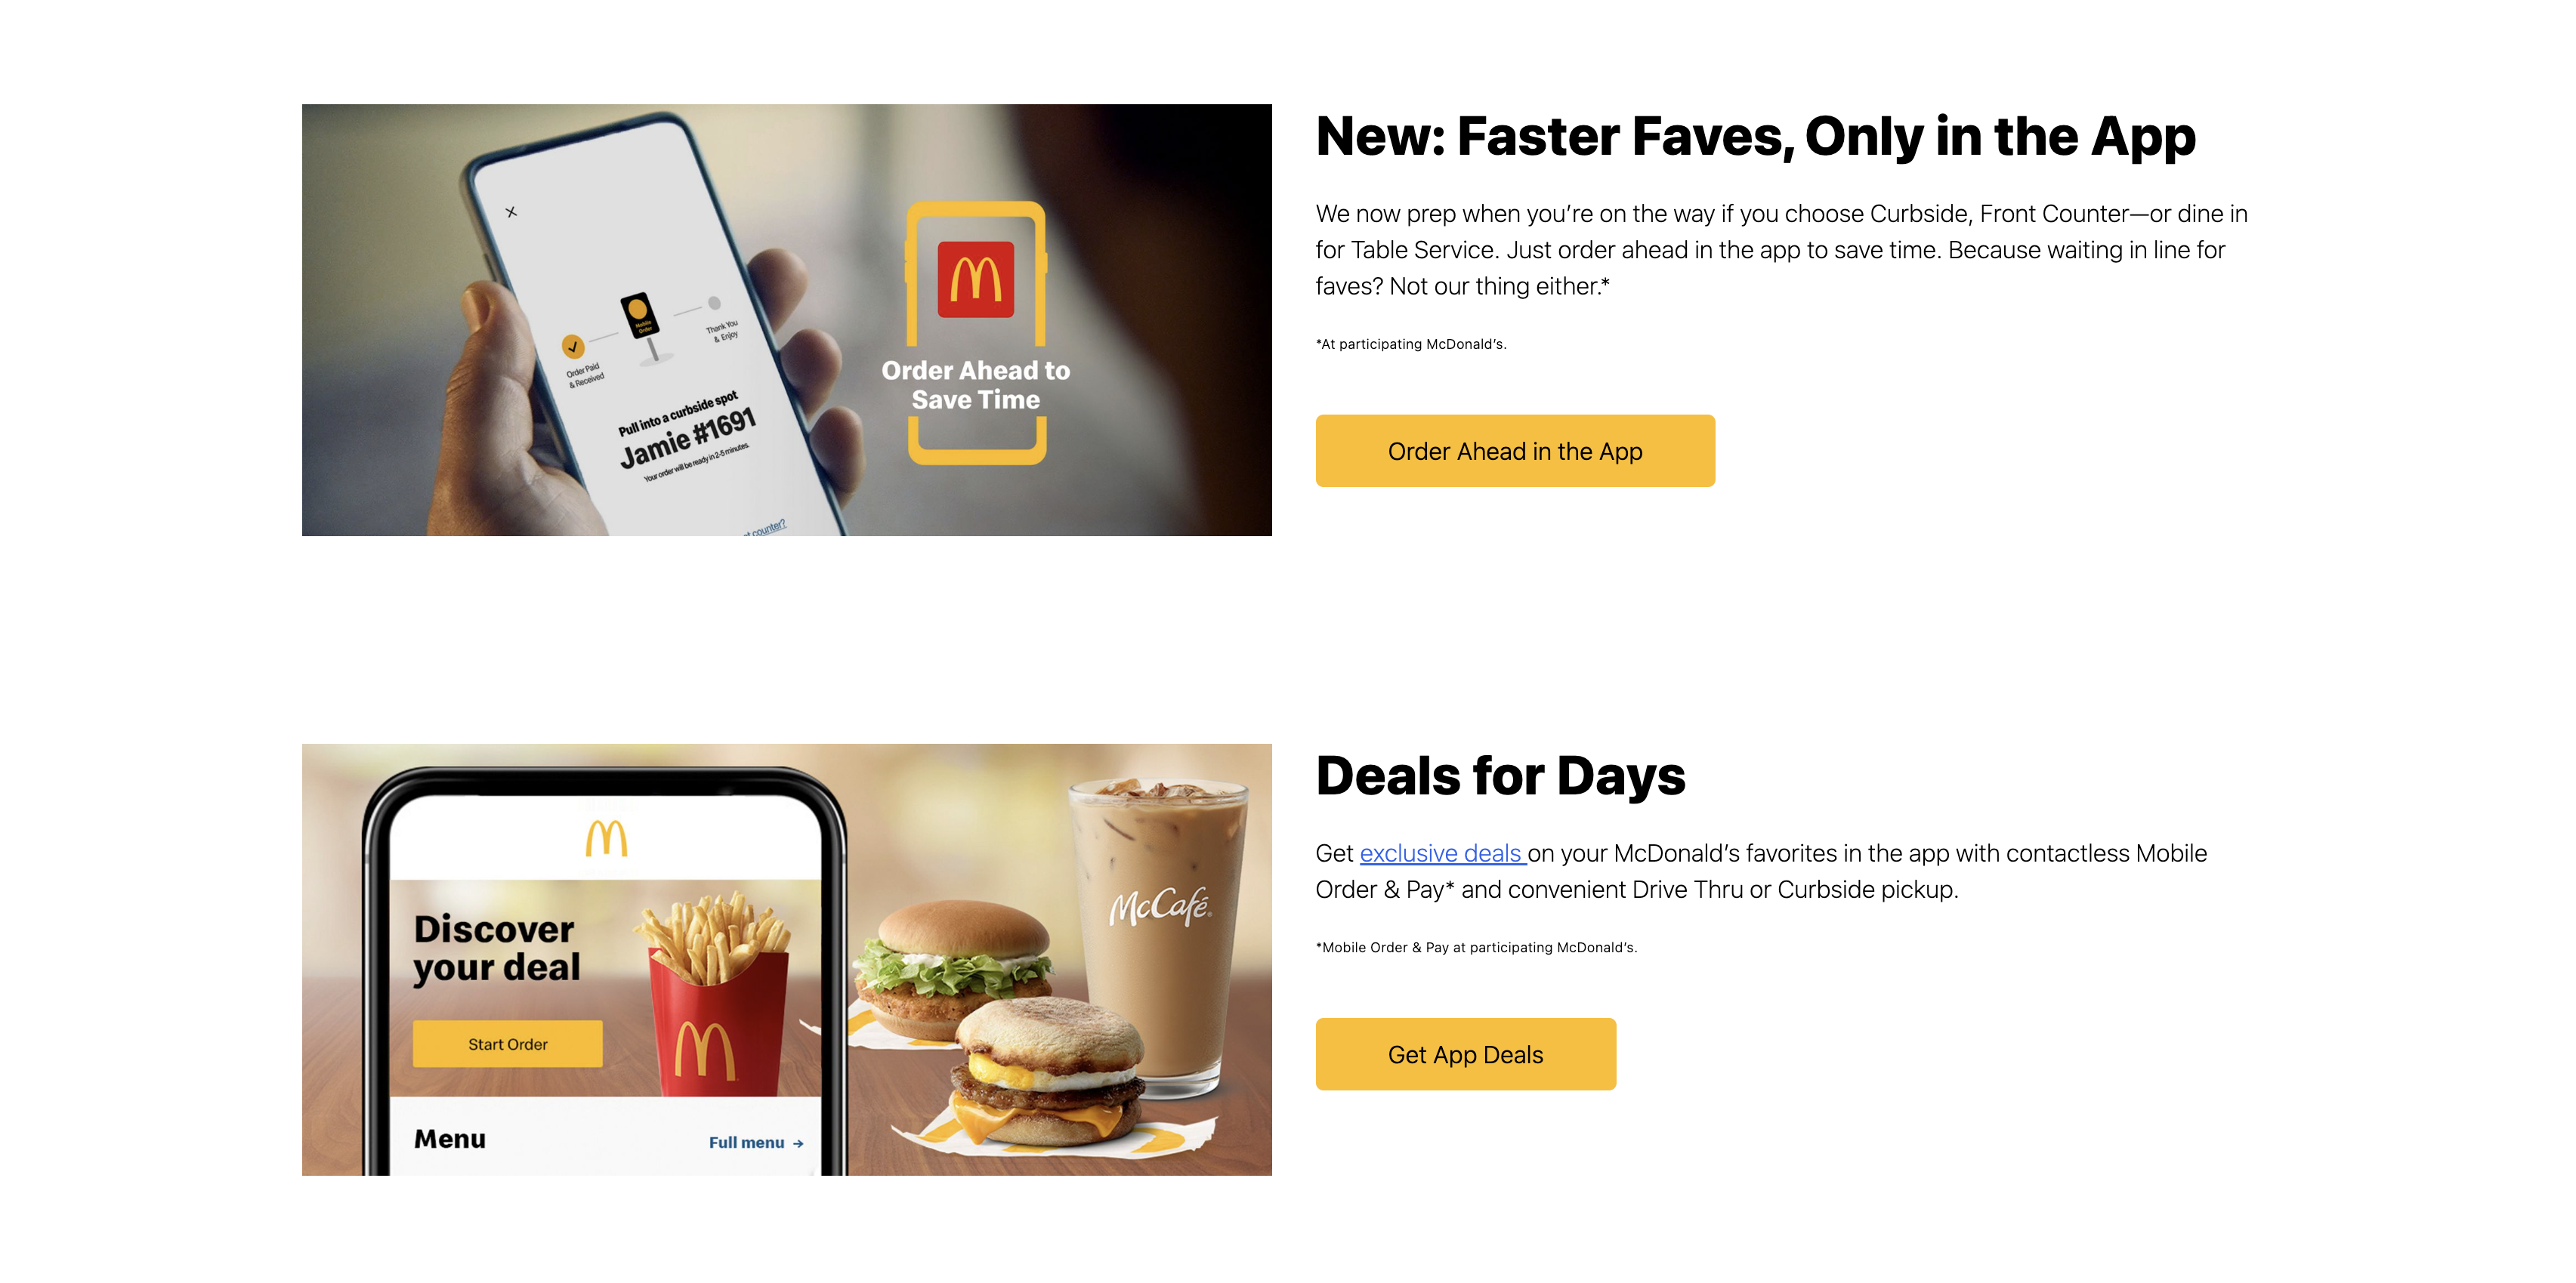 Order Paid
& Received
Mobile
Order
Thank You
& Enjoy
Pull into a curbside spot
Jamie #1691
Your order will be ready in 2-5 minutes.
counter?
Order Ahead to
Save Time
New: Faster Faves, Only in the App
We now prep when you’re on the way if you choose Curbside, Front Counter—or dine in
for Table Service. Just order ahead in the app to save time. Because waiting in line for
faves? Not our thing either.*
*At participating McDonald’s.
Order Ahead in the App
Discover
your deal
Start Order
Menu
Full menu →
McCafé®
Deals for Days
Get exclusive deals on your McDonald’s favorites in the app with contactless Mobile
Order & Pay* and convenient Drive Thru or Curbside pickup.
*Mobile Order & Pay at participating McDonald’s.
Get App Deals